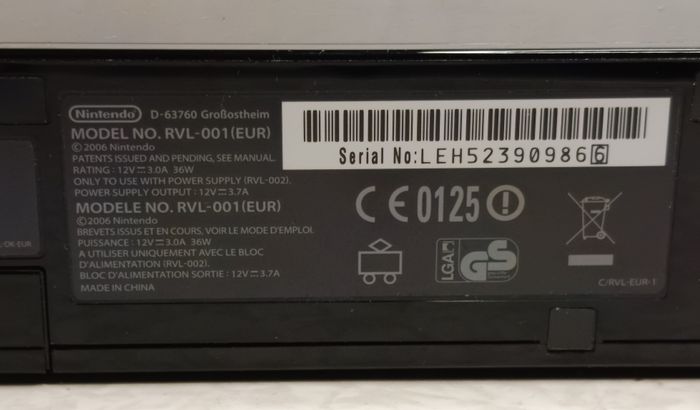 Nintendo D-63760 Großostheim
MODEL NO. RVL-001(EUR)
©2006 Nintendo
PATENTS ISSUED AND PENDING, SEE MANUAL.
RATING : 12V⎓3.0A 36W
ONLY TO USE WITH POWER SUPPLY (RVL-002).
POWER SUPPLY OUTPUT : 12V⎓3.7A
MODELE NO. RVL-001(EUR)
©2006 Nintendo
BREVETS ISSUS ET EN COURS, VOIR LE MODE D'EMPLOI.
PUISSANCE : 12V⎓3.0A 36W
A UTILISER UNIQUEMENT AVEC LE BLOC
D'ALIMENTATION (RVL-002).
BLOC D'ALIMENTATION SORTIE : 12V⎓3.7A
MADE IN CHINA
Serial No:LEH523909866
CE0125
LGA
GS
C/RVL-EUR-1